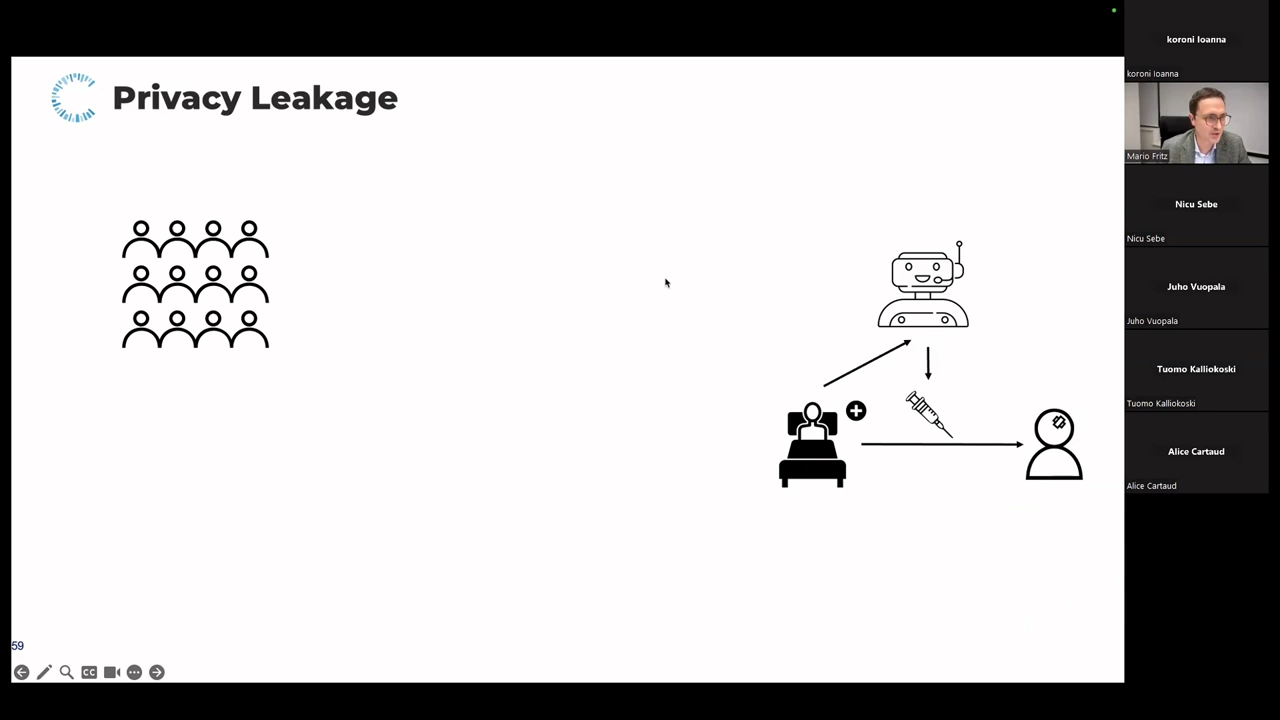 Privacy Leakage
59
CC
koroni Ioanna
koroni Ioanna
Mario Fritz
Nicu Sebe
Nicu Sebe
Juho Vuopala
Juho Vuopala
Tuomo Kalliokoski
Tuomo Kalliokoski
Alice Cartaud
Alice Cartaud